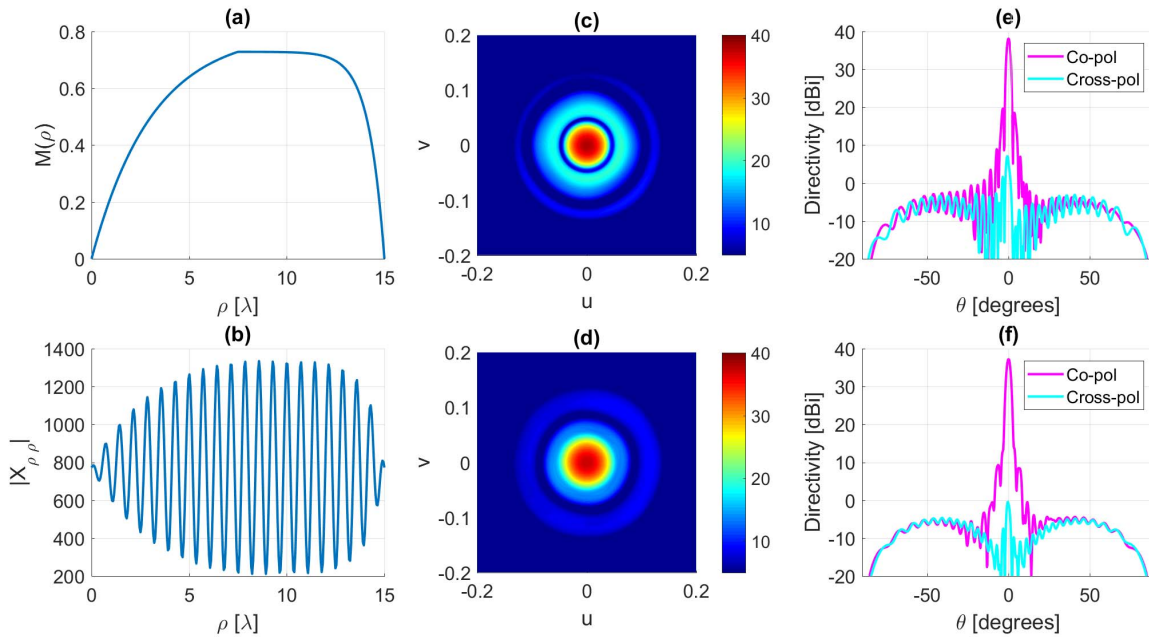 (a)
0.8
0.6
0.4
0.2
0
M(ρ)
0 5 10 15
ρ [λ]
(c)
0.2
0.1
0
-0.1
-0.2
v
-0.2 0 0.2
u
40
30
20
10
(e)
40
30
20
10
0
-10
-20
Directivity [dBi]
Co-pol
Cross-pol
-50 0 50
θ [degrees]
(b)
1400
1200
1000
800
600
400
200
|X_{ρ ρ}|
0 5 10 15
ρ [λ]
(d)
0.2
0.1
0
-0.1
-0.2
v
-0.2 0 0.2
u
40
30
20
10
(f)
40
30
20
10
0
-10
-20
Directivity [dBi]
Co-pol
Cross-pol
-50 0 50
θ [degrees]